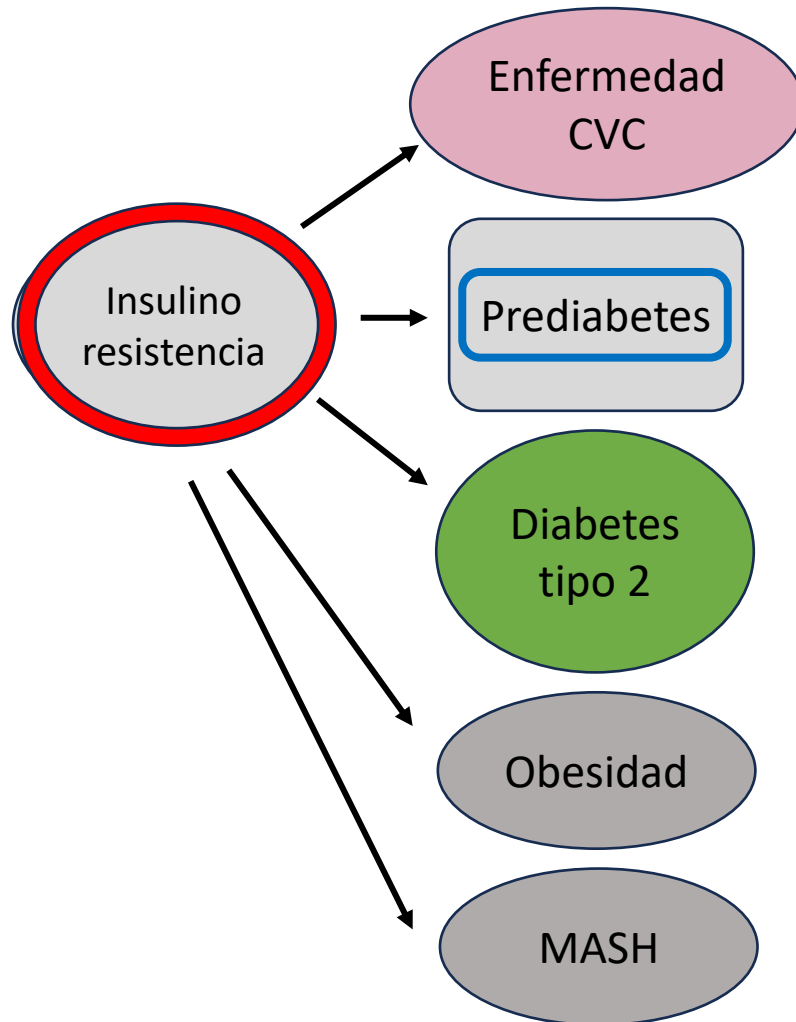 Enfermedad
CVC
Insulino
resistencia
Prediabetes
Diabetes
tipo 2
Obesidad
MASH